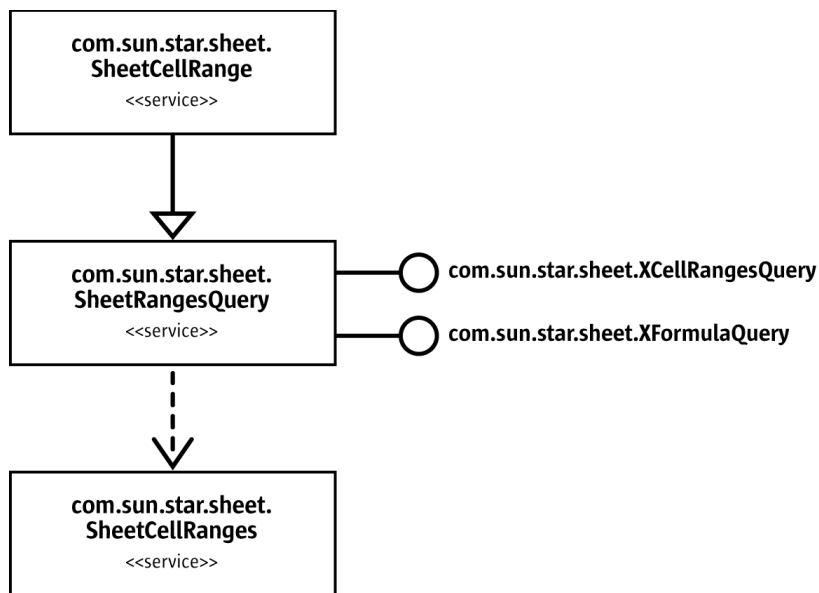 com.sun.star.sheet.
SheetCellRange
<<service>>
com.sun.star.sheet.
SheetRangesQuery
<<service>>
com.sun.star.sheet.XCellRangesQuery
com.sun.star.sheet.XFormulaQuery
com.sun.star.sheet.
SheetCellRanges
<<service>>